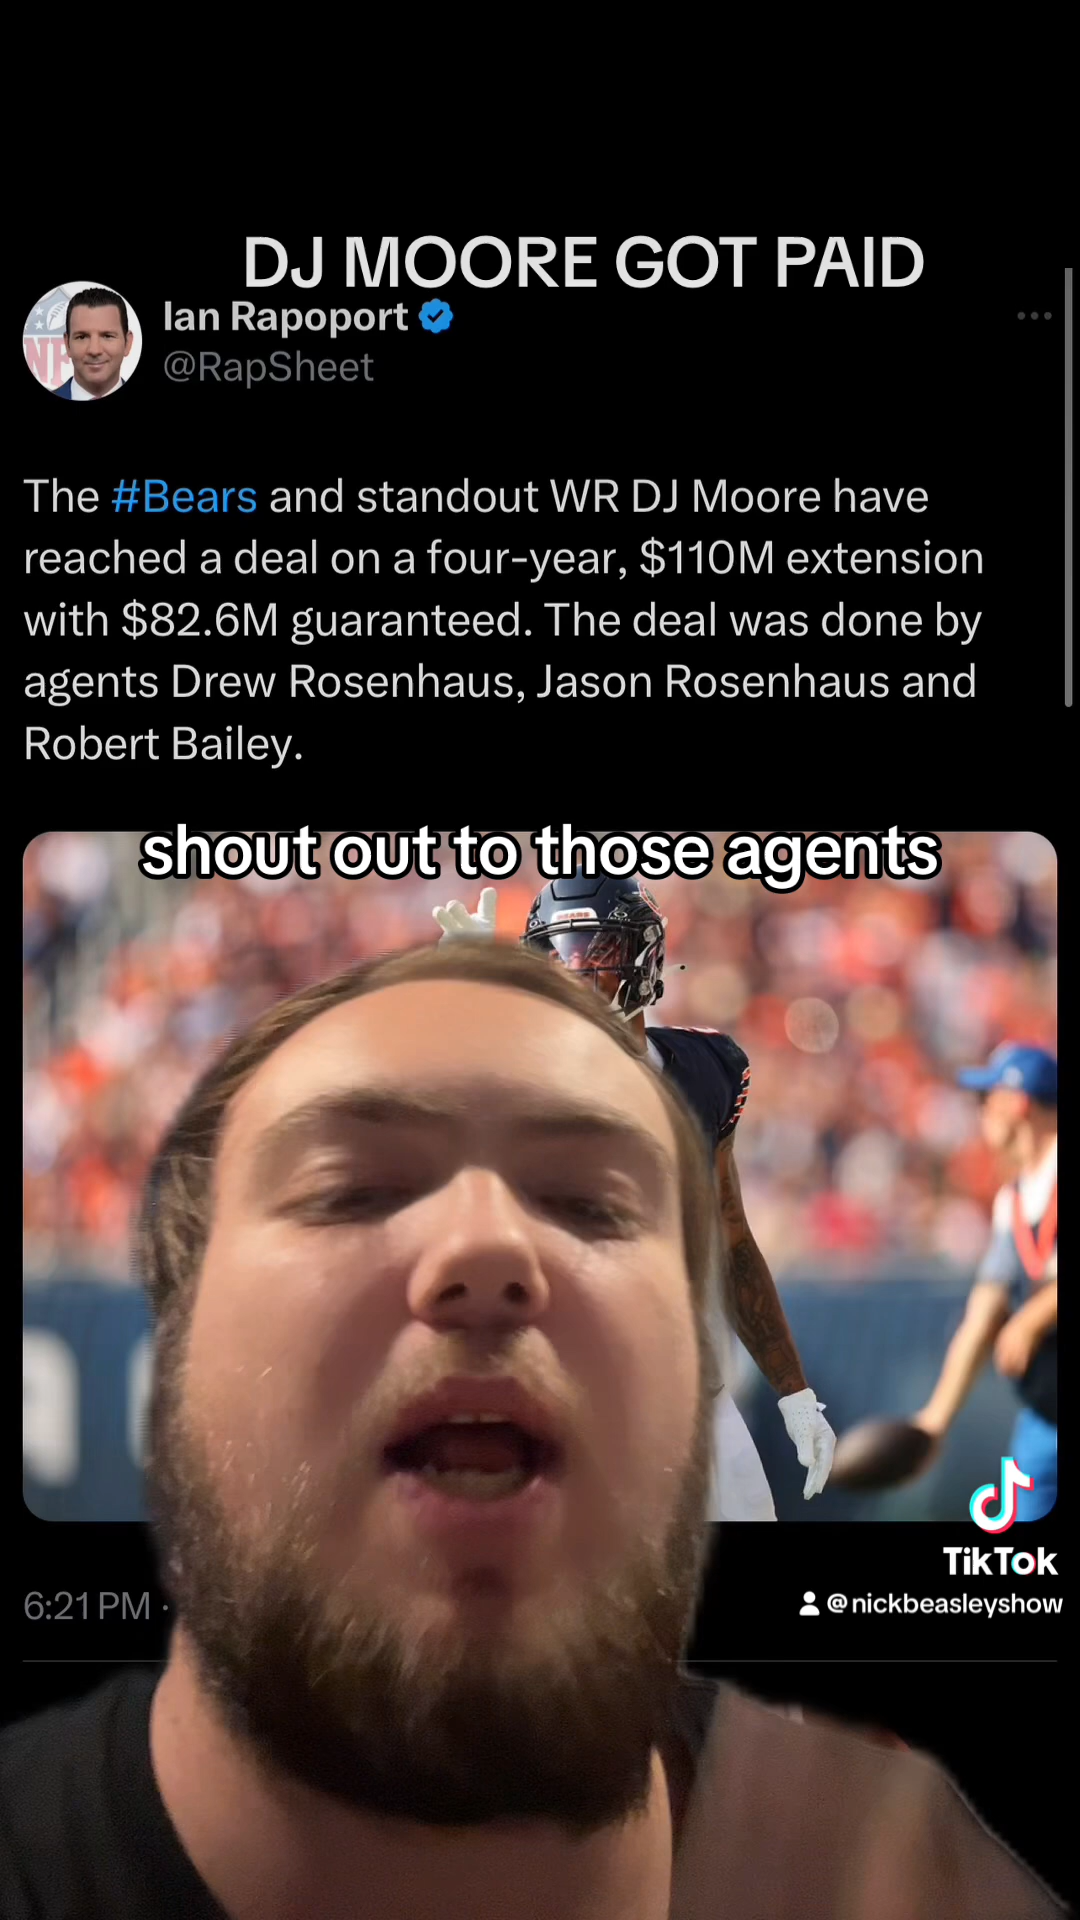 DJ MOORE GOT PAID
Ian Rapoport
@RapSheet
The #Bears and standout WR DJ Moore have
reached a deal on a four-year, $110M extension
with $82.6M guaranteed. The deal was done by
agents Drew Rosenhaus, Jason Rosenhaus and
Robert Bailey.
shout out to those agents
BEARS
TikTok
6:21 PM ·
@nickbeasleyshow